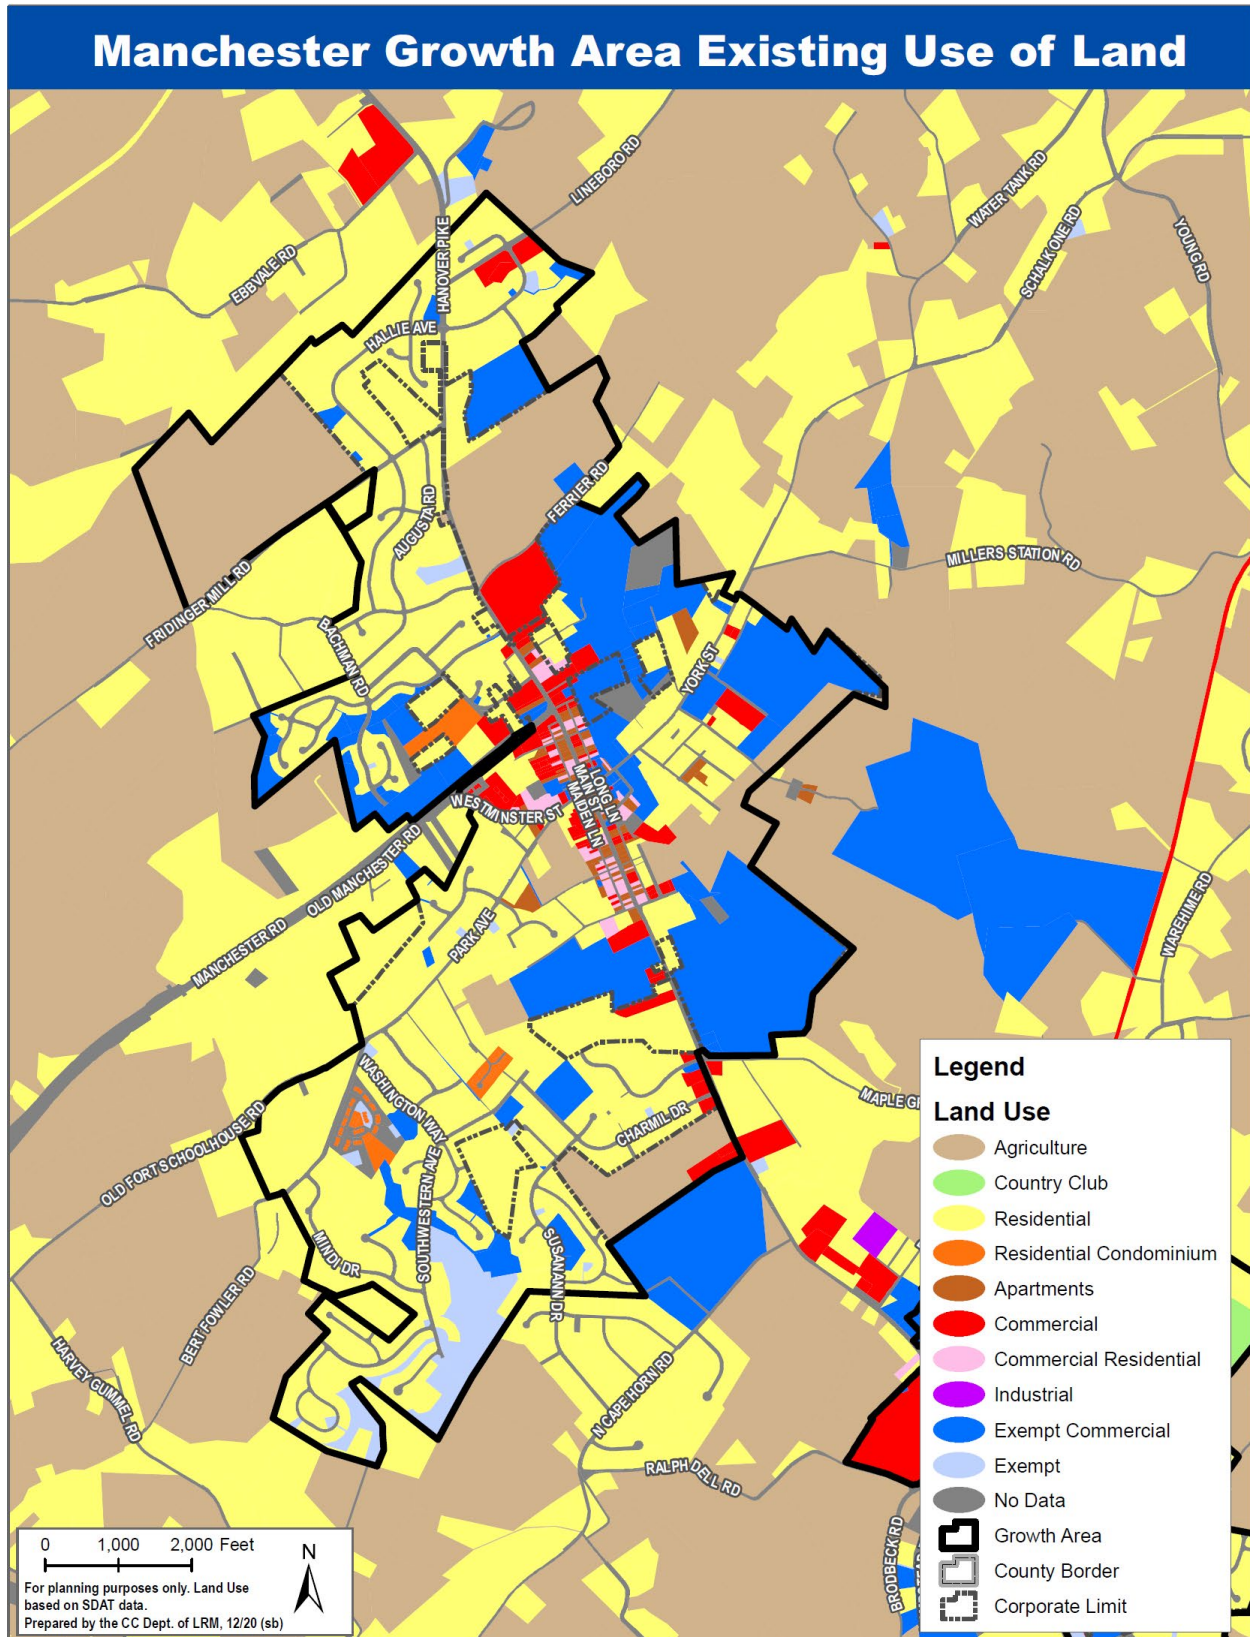 Manchester Growth Area Existing Use of Land
LINEBORO RD
WATER TANK RD
HANOVER PIKE
EBBVALE RD
SCHALK ONE RD
YOUNG RD
HALLIE AVE
FERRIER RD
AUGUSTA RD
MILLERS STATION RD
FRIDINGER MILL RD
BACHMAN RD
YORK ST
LONG LN
MAIN ST
MAIDEN LN
WESTMINSTER ST
OLD MANCHESTER RD
MANCHESTER RD
PARK AVE
WAREHIME RD
WASHINGTON WAY
MAPLE GR
CHARMIL DR
OLD FORT SCHOOLHOUSE RD
SOUTHWESTERN AVE
SUSANANN DR
MINDI DR
BERT FOWLER RD
HARVEY GUMMEL RD
N CAPE HORN RD
RALPH DELL RD
BRODBECK RD
Legend
Land Use
Agriculture
Country Club
Residential
Residential Condominium
Apartments
Commercial
Commercial Residential
Industrial
Exempt Commercial
Exempt
No Data
Growth Area
County Border
Corporate Limit
0 1,000 2,000 Feet
N
For planning purposes only. Land Use
based on SDAT data.
Prepared by the CC Dept. of LRM, 12/20 (sb)